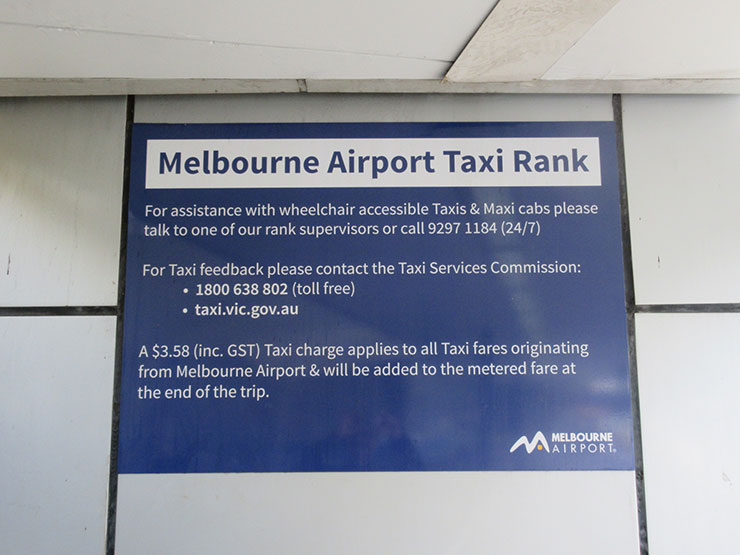 Melbourne Airport Taxi Rank
For assistance with wheelchair accessible Taxis & Maxi cabs please
talk to one of our rank supervisors or call 9297 1184 (24/7)
For Taxi feedback please contact the Taxi Services Commission:
• 1800 638 802 (toll free)
• taxi.vic.gov.au
A $3.58 (inc. GST) Taxi charge applies to all Taxi fares originating
from Melbourne Airport & will be added to the metered fare at
the end of the trip.
MELBOURNE
AIRPORT